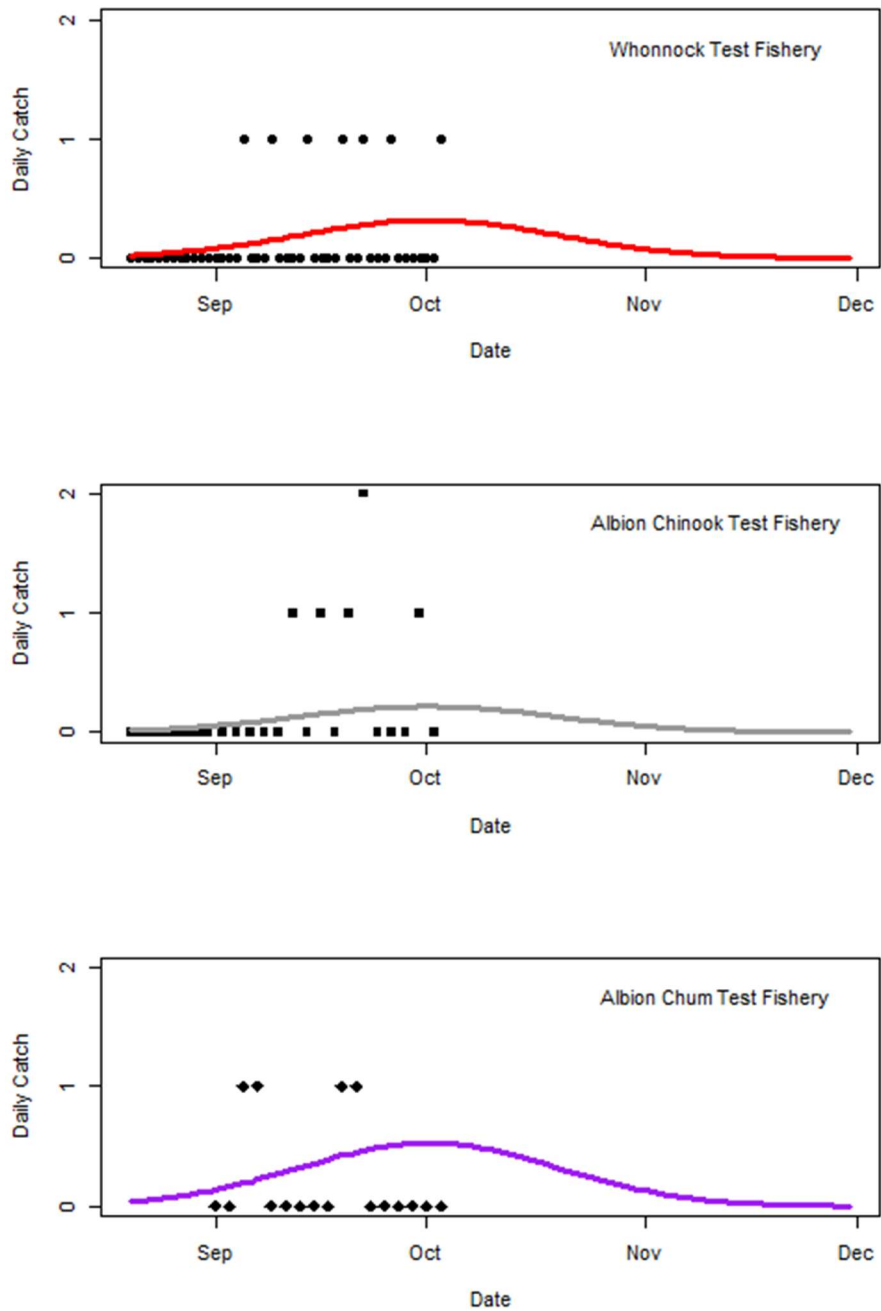 Whonnock Test Fishery
Daily Catch
2
1
0
Sep Oct Nov Dec
Date
Albion Chinook Test Fishery
Daily Catch
2
1
0
Sep Oct Nov Dec
Date
Albion Chum Test Fishery
Daily Catch
2
1
0
Sep Oct Nov Dec
Date